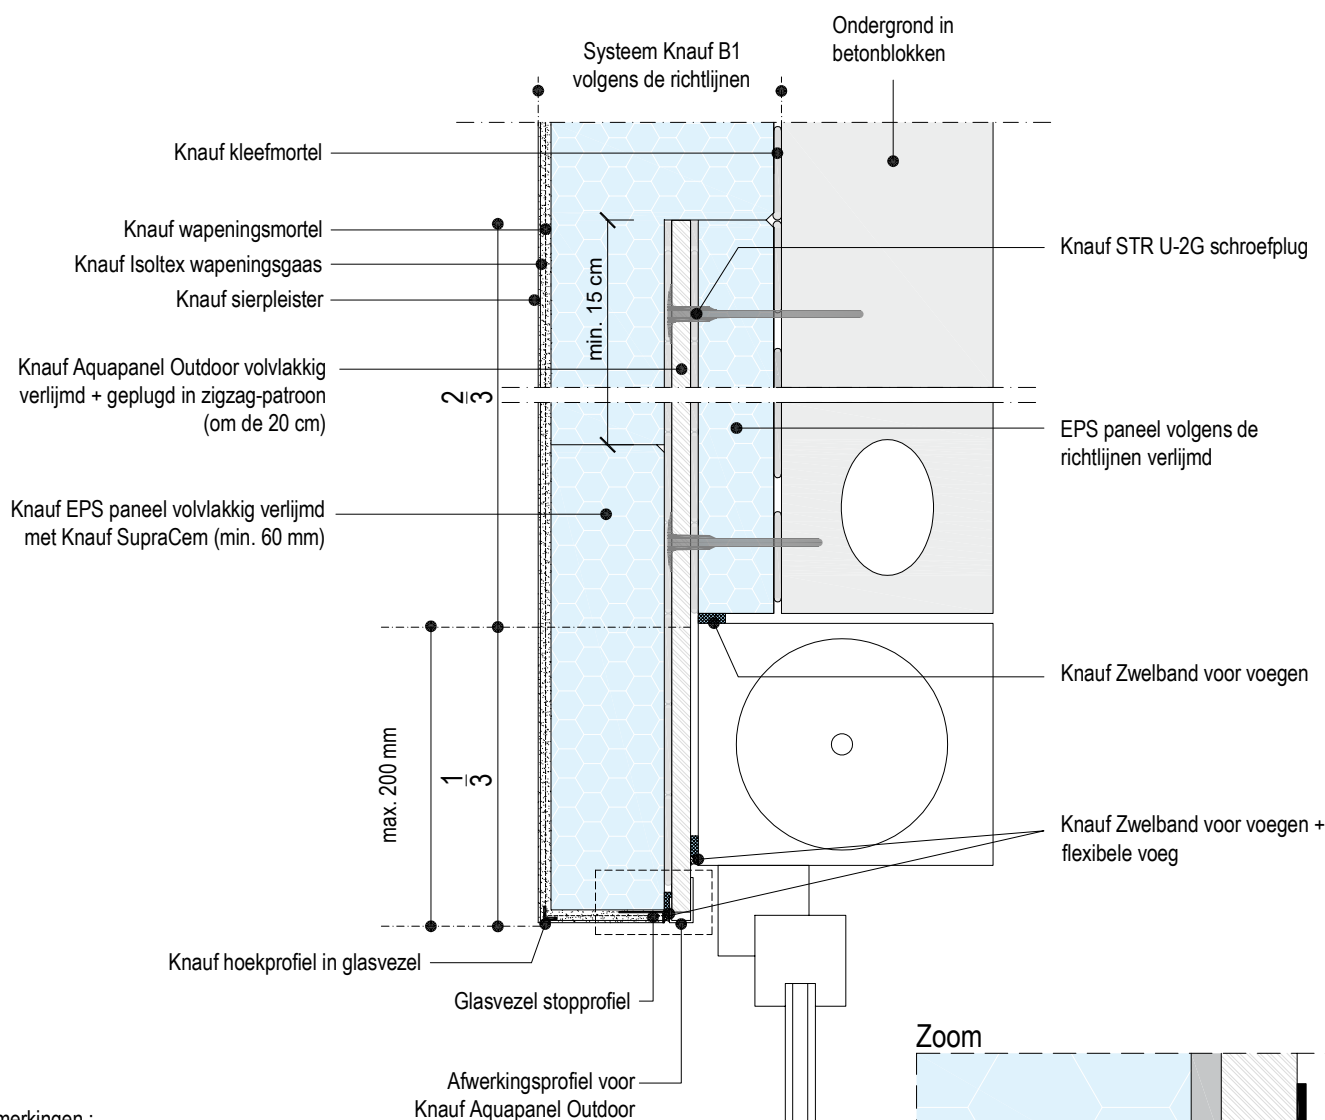 Ondergrond in
betonblokken
Systeem Knauf B1
volgens de richtlijnen
Knauf kleefmortel
Knauf wapeningsmortel
Knauf Isoltex wapeningsgaas
Knauf sierpleister
Knauf STR U-2G schroefplug
min. 15 cm
Knauf Aquapanel Outdoor volvlakkig
verlijmd + geplugd in zigzag-patroon
(om de 20 cm)
2
3
EPS paneel volgens de
richtlijnen verlijmd
Knauf EPS paneel volvlakkig verlijmd
met Knauf SupraCem (min. 60 mm)
Knauf Zwelband voor voegen
max. 200 mm
1
3
Knauf Zwelband voor voegen +
flexibele voeg
Knauf hoekprofiel in glasvezel
Glasvezel stopprofiel
Zoom
Afwerkingsprofiel voor
Knauf Aquapanel Outdoor
merkingen :